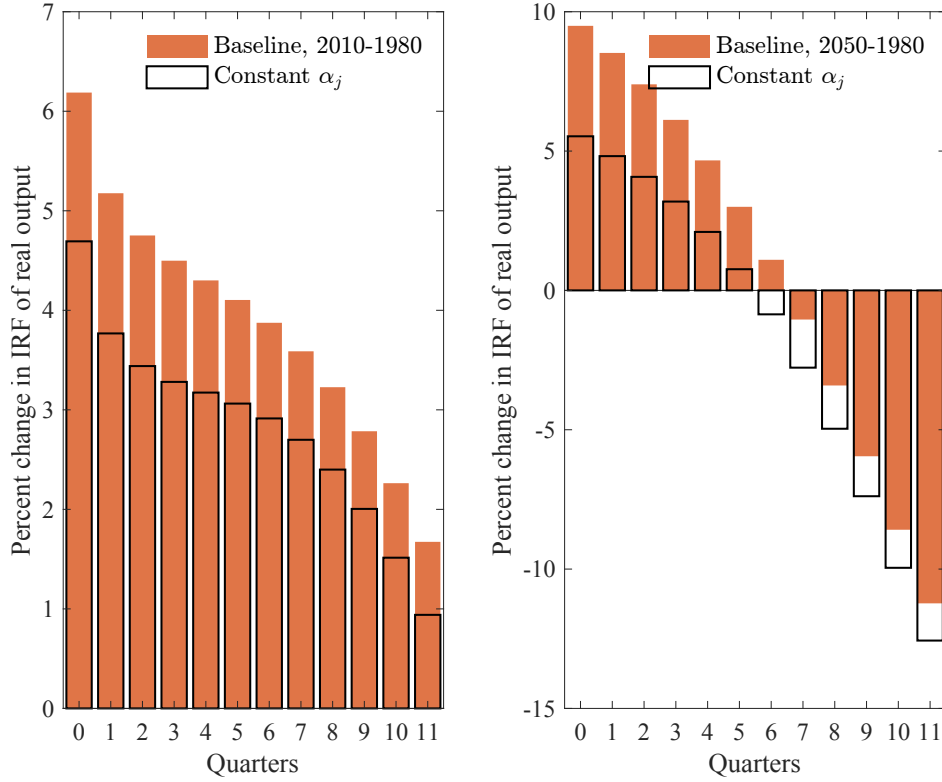 Baseline, 2010-1980
Constant αj
Percent change in IRF of real output
7
6
5
4
3
2
1
0
0 1 2 3 4 5 6 7 8 9 10 11
Quarters
Baseline, 2050-1980
Constant αj
Percent change in IRF of real output
10
5
0
-5
-10
-15
0 1 2 3 4 5 6 7 8 9 10 11
Quarters